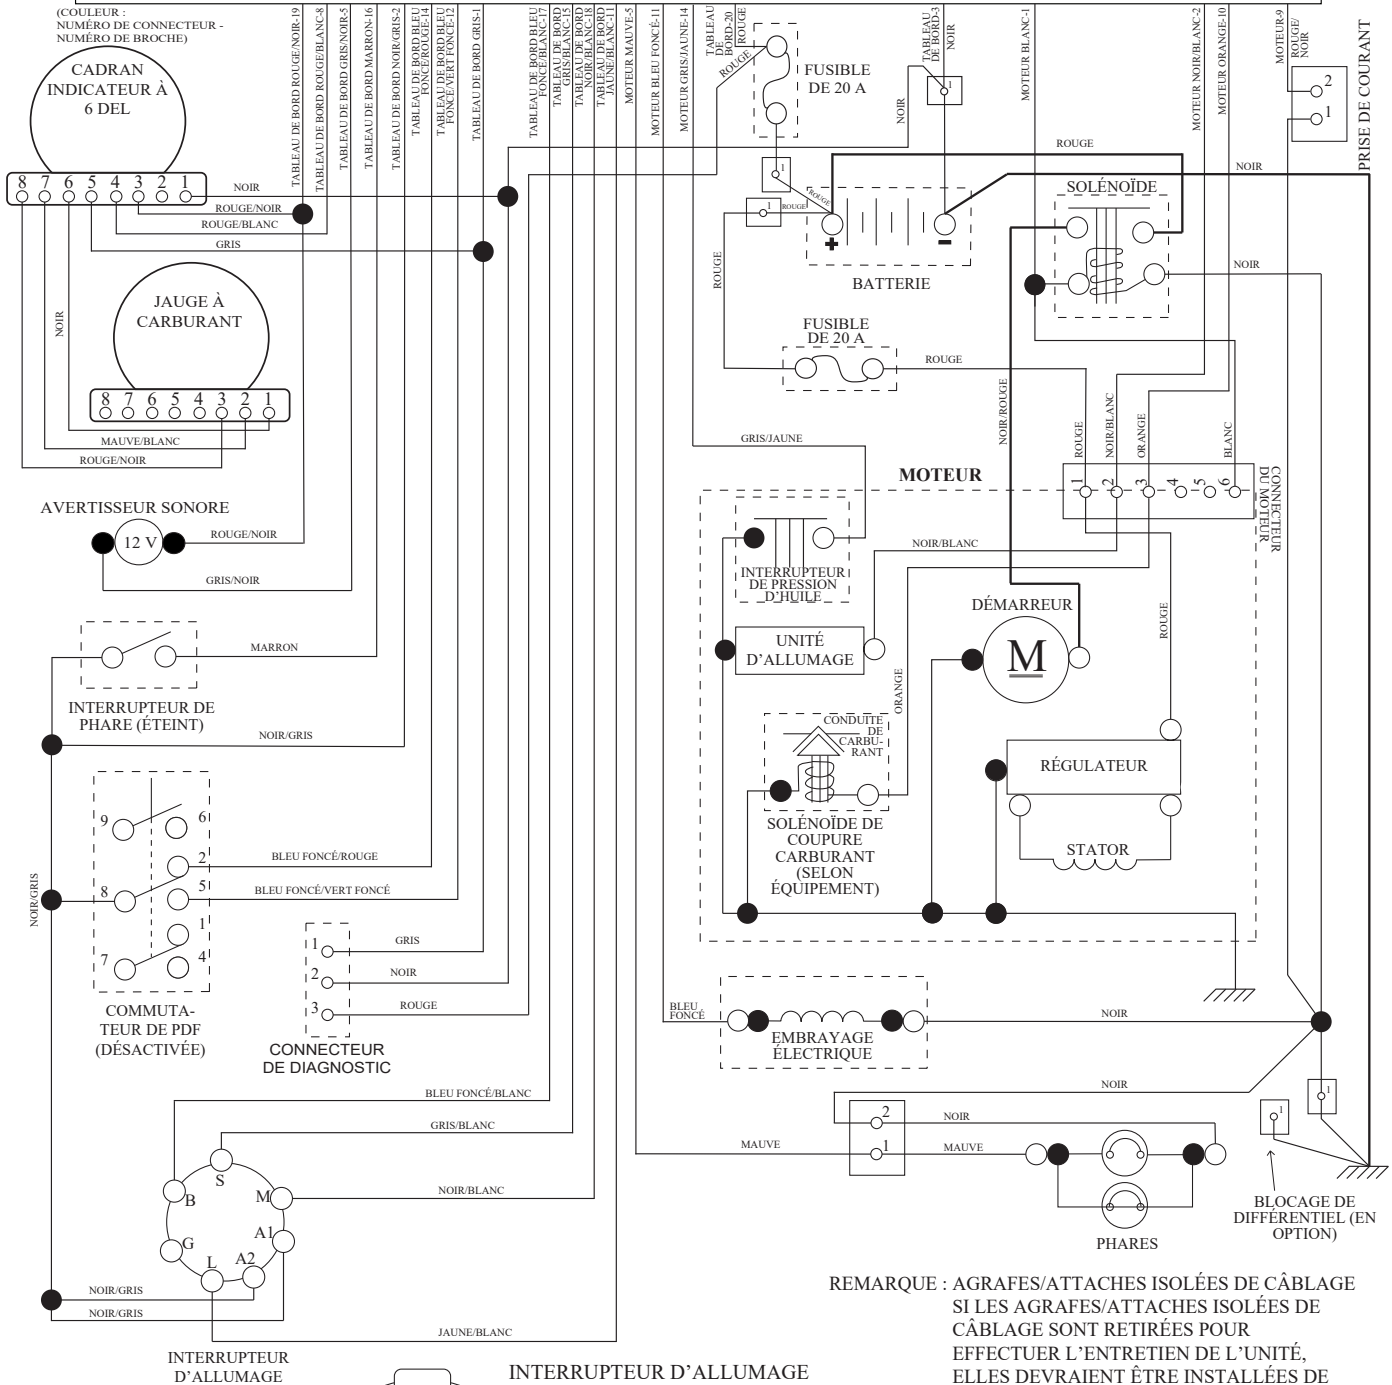 (COULEUR :
NUMÉRO DE CONNECTEUR -
NUMÉRO DE BROCHE)
CADRAN
INDICATEUR À
6 DEL
8 7 6 5 4 3 2 1
TABLEAU DE BORD ROUGE/NOIR-19
TABLEAU DE BORD ROUGE/BLANC-8
TABLEAU DE BORD GRIS/NOIR-5
TABLEAU DE BORD MARRON-16
TABLEAU DE BORD NOIR/GRIS-2
TABLEAU DE BORD BLEU
FONCÉ/ROUGE-14
TABLEAU DE BORD BLEU
FONCÉ/VERT FONCÉ-12
TABLEAU DE BORD GRIS-1
TABLEAU DE BORD BLEU
FONCÉ/BLANC-17
TABLEAU DE BORD
GRIS/BLANC-15
TABLEAU DE BORD
NOIR/BLANC-18
TABLEAU DE BORD
JAUNE/BLANC-11
MOTEUR MAUVE-5
MOTEUR BLEU FONCÉ-11
MOTEUR GRIS/JAUNE-14
TABLEAU
DE
BORD-20
ROUGE
ROUGE
FUSIBLE
DE 20 A
TABLEAU
DE BORD-3
NOIR
NOIR
1
MOTEUR BLANC-1
MOTEUR NOIR/BLANC-2
MOTEUR ORANGE-10
MOTEUR-9
ROUGE/
NOIR
2
1
PRISE DE COURANT
NOIR
ROUGE/NOIR
ROUGE/BLANC
GRIS
1
ROUGE
1
ROUGE
ROUGE
+
-
BATTERIE
ROUGE
NOIR
SOLÉNOÏDE
NOIR
JAUGE À
CARBURANT
NOIR
8 7 6 5 4 3 2 1
MAUVE/BLANC
ROUGE/NOIR
FUSIBLE
DE 20 A
ROUGE
GRIS/JAUNE
NOIR/ROUGE
ROUGE
NOIR/BLANC
ORANGE
BLANC
MOTEUR
1 2 3 4 5 6
CONNECTEUR
DU MOTEUR
AVERTISSEUR SONORE
12 V
ROUGE/NOIR
GRIS/NOIR
INTERRUPTEUR
DE PRESSION
D'HUILE
NOIR/BLANC
UNITÉ
D'ALLUMAGE
ORANGE
DÉMARREUR
M
ROUGE
MARRON
INTERRUPTEUR DE
PHARE (ÉTEINT)
NOIR/GRIS
CONDUITE
DE
CARBU-
RANT
SOLÉNOÏDE DE
COUPURE
CARBURANT
(SELON
ÉQUIPEMENT)
RÉGULATEUR
STATOR
9
6
2
8
5
1
7
4
BLEU FONCÉ/ROUGE
BLEU FONCÉ/VERT FONCÉ
NOIR/GRIS
COMMUTA-
TEUR DE PDF
(DÉSACTIVÉE)
1
2
3
GRIS
NOIR
ROUGE
CONNECTEUR
DE DIAGNOSTIC
BLEU
FONCÉ
EMBRAYAGE
ÉLECTRIQUE
NOIR
NOIR
BLEU FONCÉ/BLANC
GRIS/BLANC
NOIR/BLANC
MAUVE
2
1
NOIR
MAUVE
PHARES
1
1
BLOCAGE DE
DIFFÉRENTIEL (EN
OPTION)
S
B
M
G
A1
L
A2
NOIR/GRIS
NOIR/GRIS
JAUNE/BLANC
INTERRUPTEUR
D'ALLUMAGE
INTERRUPTEUR D'ALLUMAGE
REMARQUE : AGRAFES/ATTACHES ISOLÉES DE CÂBLAGE
SI LES AGRAFES/ATTACHES ISOLÉES DE
CÂBLAGE SONT RETIRÉES POUR
EFFECTUER L'ENTRETIEN DE L'UNITÉ,
ELLES DEVRAIENT ÊTRE INSTALLÉES DE